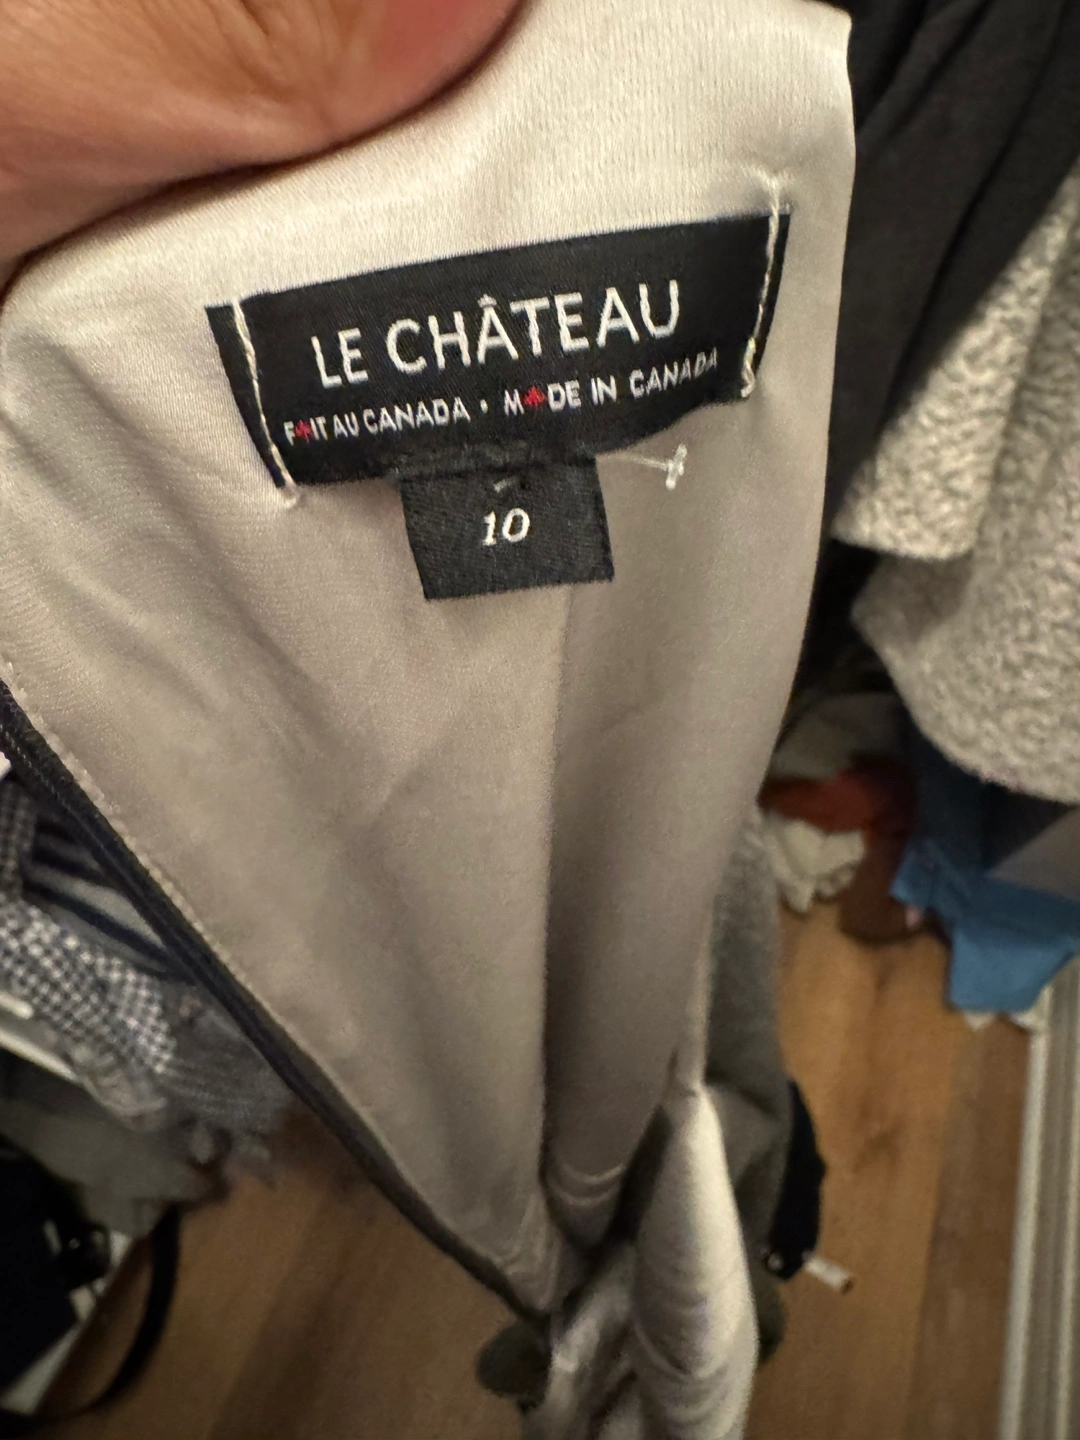 LE CHÂTEAU
FAIT AU CANADA • MADE IN CANADA
10